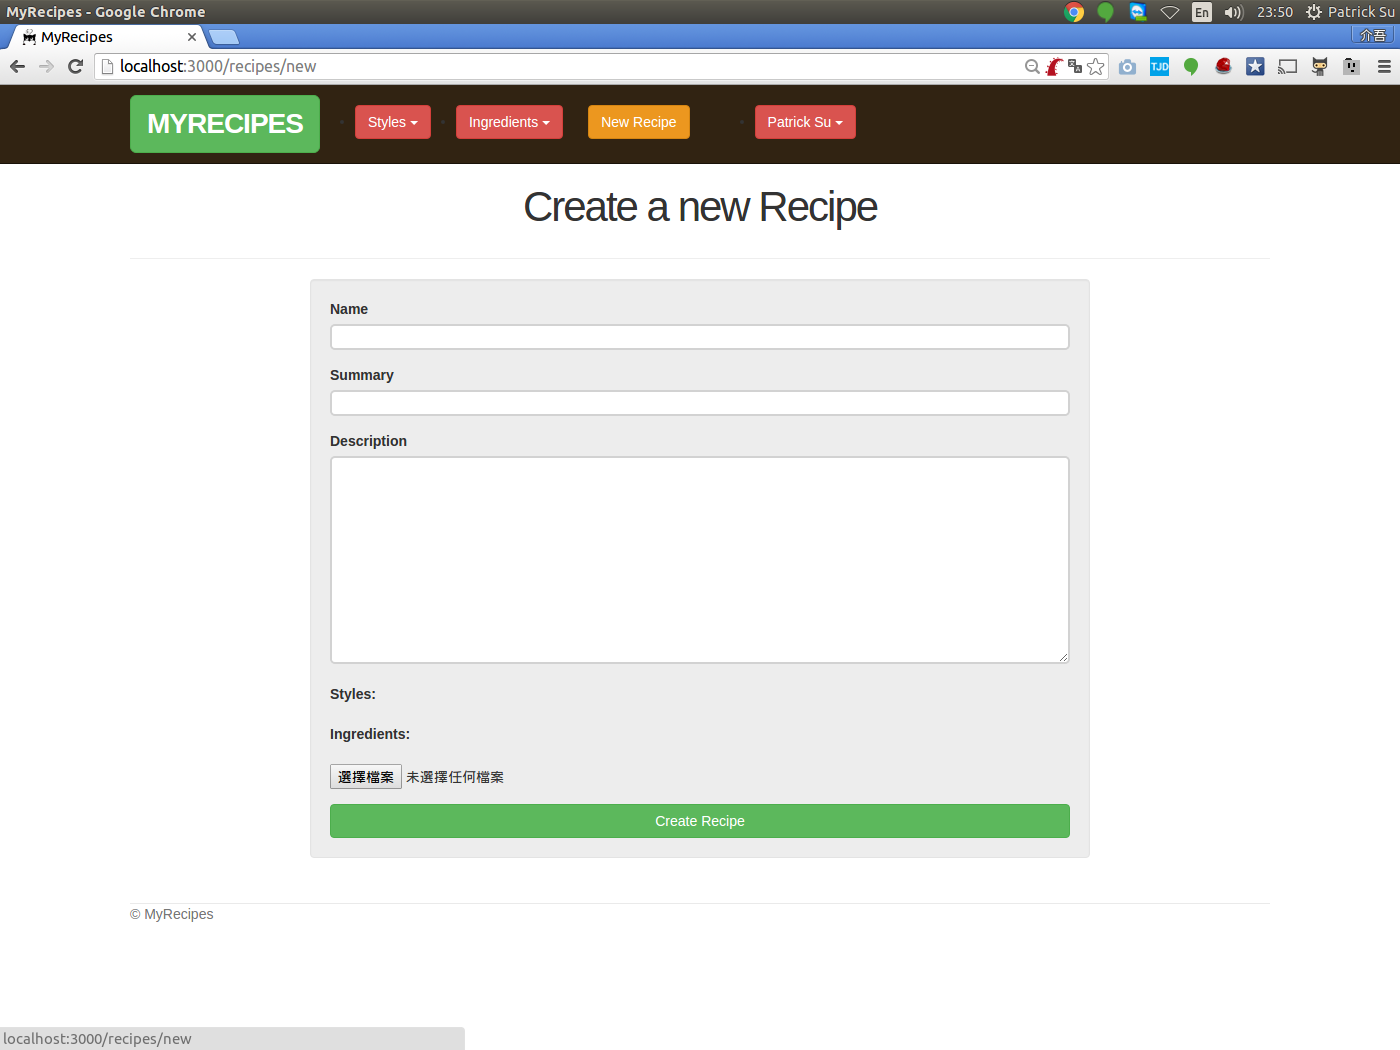 MyRecipes - Google Chrome
En
23:50
Patrick Su
MyRecipes
介吾
localhost:3000/recipes/new
TJD
MYRECIPES
Styles
Ingredients
New Recipe
Patrick Su
Create a new Recipe
Name
Summary
Description
Styles:
Ingredients:
選擇檔案 未選擇任何檔案
Create Recipe
© MyRecipes
localhost:3000/recipes/new